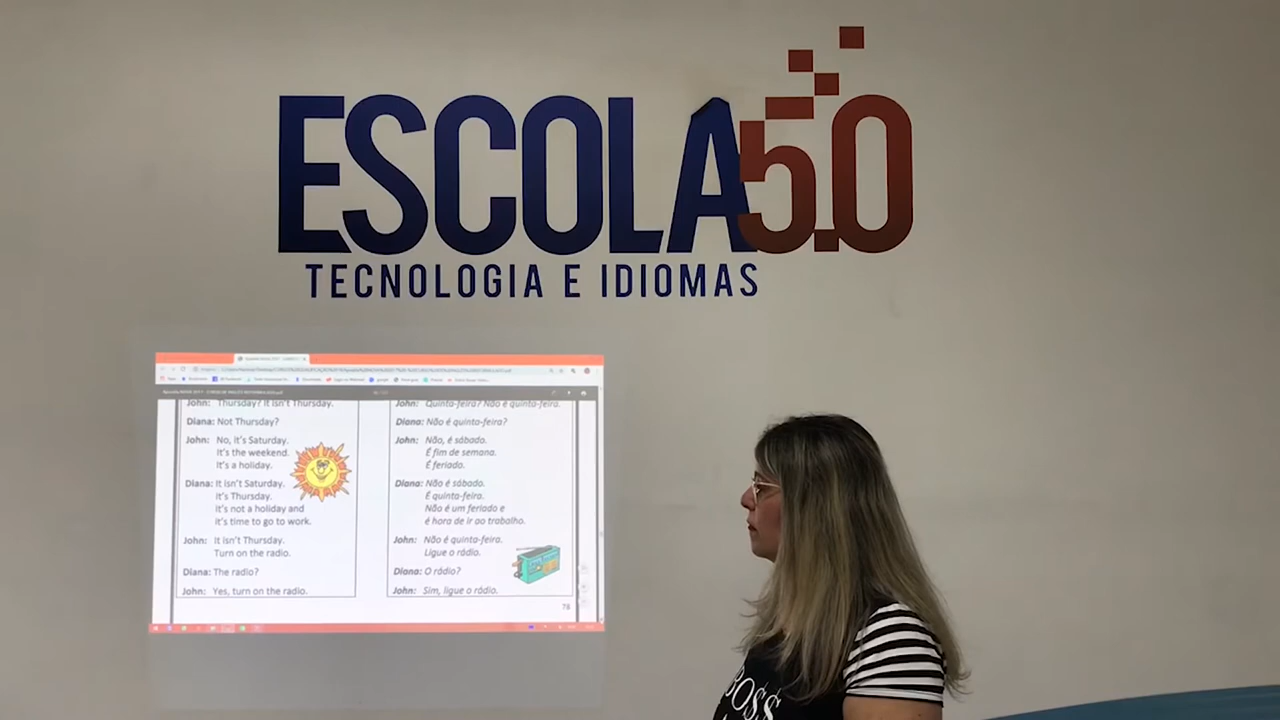 ESCOLA 5.0
TECNOLOGIA E IDIOMAS
John: Thursday? It isn't Thursday.
Diana: Not Thursday?
John: No, it's Saturday.
It's the weekend.
It's a holiday.
Diana: It isn't Saturday.
It's Thursday.
It's not a holiday and
it's time to go to work.
John: It isn't Thursday.
Turn on the radio.
Diana: The radio?
John: Yes, turn on the radio.
John: Quinta-feira? Não é quinta-feira.
Diana: Não é quinta-feira?
John: Não, é sábado.
É fim de semana.
É feriado.
Diana: Não é sábado.
É quinta-feira.
Não é um feriado e
é hora de ir ao trabalho.
John: Não é quinta-feira.
Ligue o rádio.
Diana: O rádio?
John: Sim, ligue o rádio.
78
BO$$